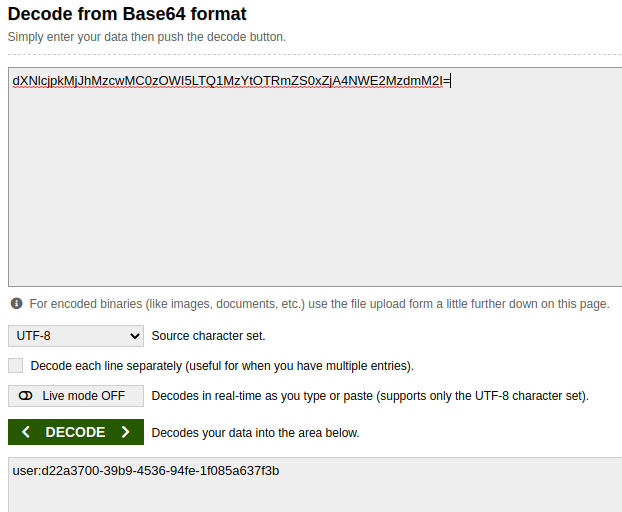 Decode from Base64 format
Simply enter your data then push the decode button.
dXNlcjpkMjJhMzcwMC0zOWI5LTQ1MzYtOTRmZS0xZjA4NWE2MzdmM2I=
For encoded binaries (like images, documents, etc.) use the file upload form a little further down on this page.
UTF-8 Source character set.
Decode each line separately (useful for when you have multiple entries).
Live mode OFF Decodes in real-time as you type or paste (supports only the UTF-8 character set).
< DECODE > Decodes your data into the area below.
user:d22a3700-39b9-4536-94fe-1f085a637f3b